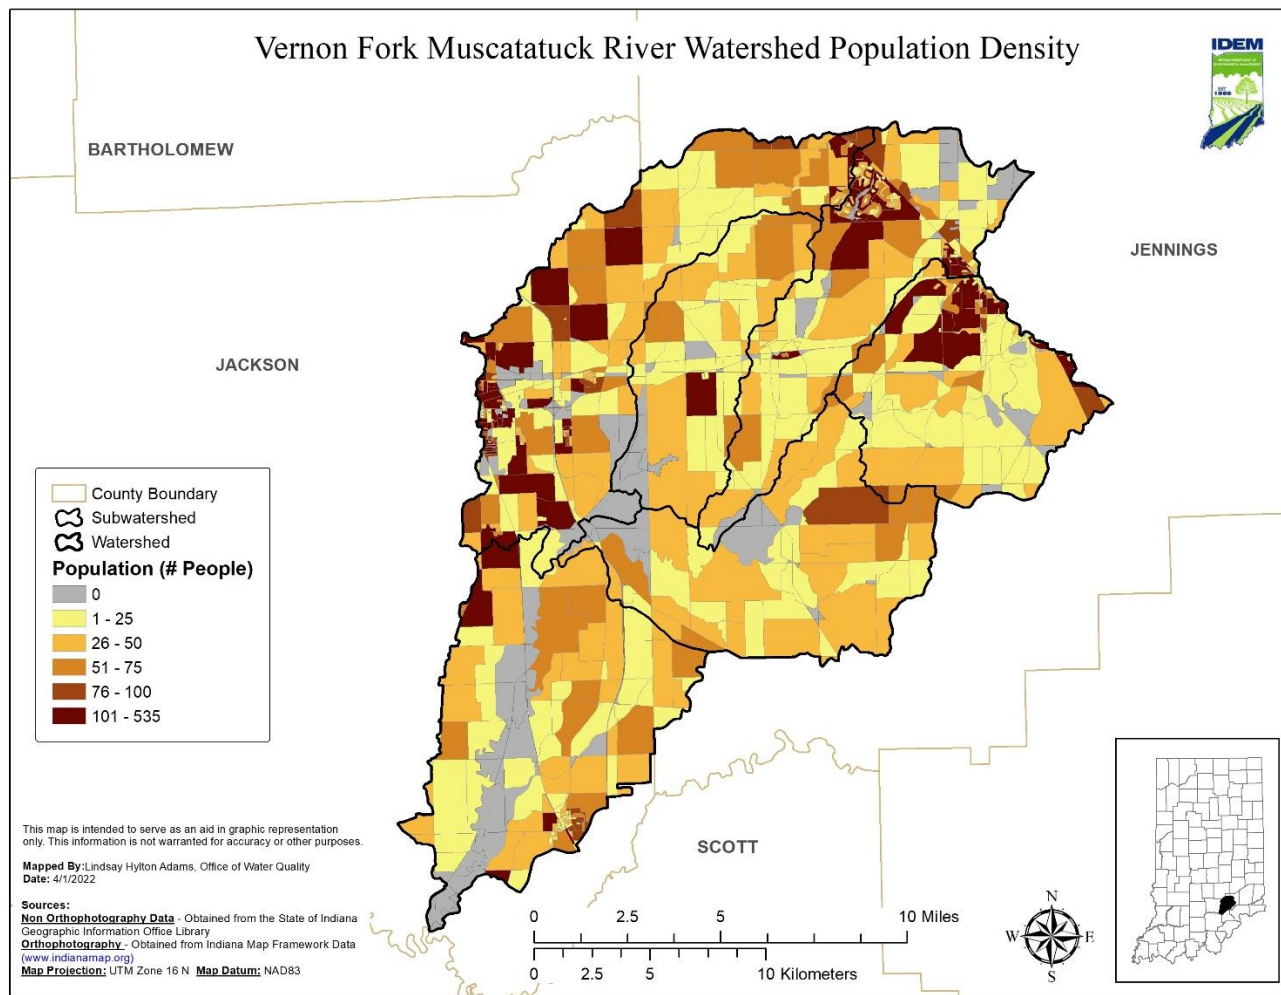 Vernon Fork Muscatatuck River Watershed Population Density
IDEM
EST.
1986
BARTHOLOMEW
JENNINGS
JACKSON
SCOTT
County Boundary
Subwatershed
Watershed
Population (# People)
0
1 - 25
26 - 50
51 - 75
76 - 100
101 - 535
This map is intended to serve as an aid in graphic representation
only. This information is not warranted for accuracy or other purposes.
Mapped By:Lindsay Hylton Adams, Office of Water Quality
Date: 4/1/2022
Sources:
Non Orthophotography Data - Obtained from the State of Indiana
Geographic Information Office Library
Orthophotography - Obtained from Indiana Map Framework Data
(www.indianamap.org)
Map Projection: UTM Zone 16 N Map Datum: NAD83
0 2.5 5 10 Miles
0 2.5 5 10 Kilometers
N
W E
S